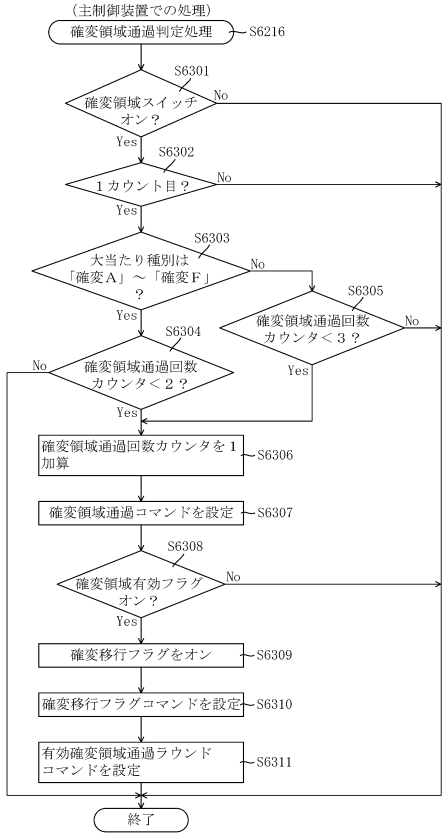 （主制御装置での処理）
確変領域通過判定処理
S6216
S6301
確変領域スイッチ
オン？
No
Yes
S6302
１カウント目？
No
Yes
S6303
大当たり種別は
「確変Ａ」～「確変Ｆ」
？
No
Yes
S6305
確変領域通過回数
カウンタ＜３？
No
Yes
S6304
確変領域通過回数
カウンタ＜２？
No
Yes
確変領域通過回数カウンタを１
加算
S6306
確変領域通過コマンドを設定
S6307
S6308
確変領域有効フラグ
オン？
No
Yes
確変移行フラグをオン
S6309
確変移行フラグコマンドを設定
S6310
有効確変領域通過ラウンド
コマンドを設定
S6311
終了